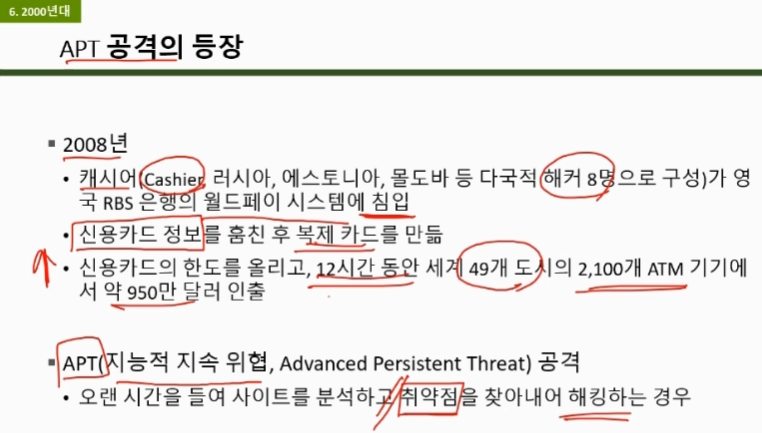 6. 2000년대
APT 공격의 등장
▪ 2008년
• 캐시어(Cashier, 러시아, 에스토니아, 몰도바 등 다국적 해커 8명으로 구성)가 영
국 RBS 은행의 월드페이 시스템에 침입
• 신용카드 정보를 훔친 후 복제 카드를 만듦
• 신용카드의 한도를 올리고, 12시간 동안 세계 49개 도시의 2,100개 ATM 기기에
서 약 950만 달러 인출
▪ APT(지능적 지속 위협, Advanced Persistent Threat) 공격
• 오랜 시간을 들여 사이트를 분석하고 취약점을 찾아내어 해킹하는 경우